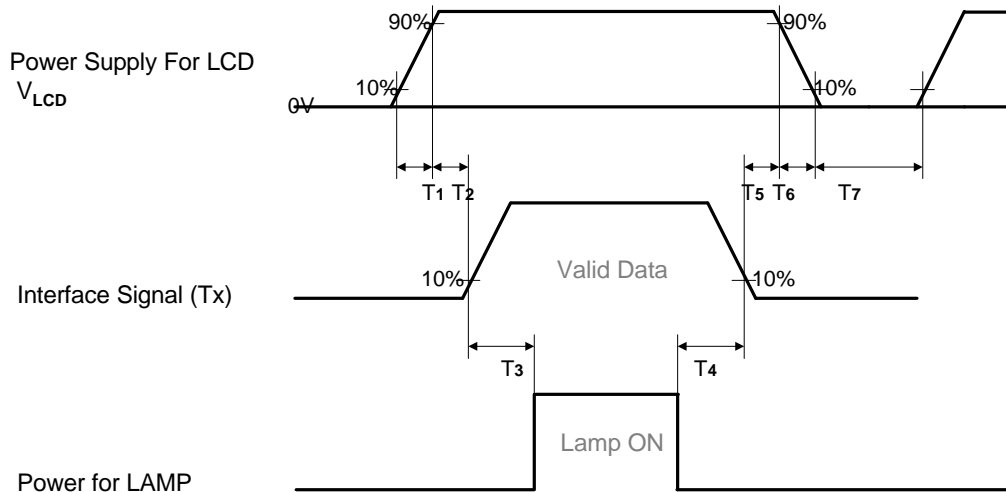 90%
90%
Power Supply For LCD
VLCD
10%
10%
0V
T1 T2
T5 T6
T7
Valid Data
10%
10%
Interface Signal (Tx)
T3
T4
Lamp ON
Power for LAMP